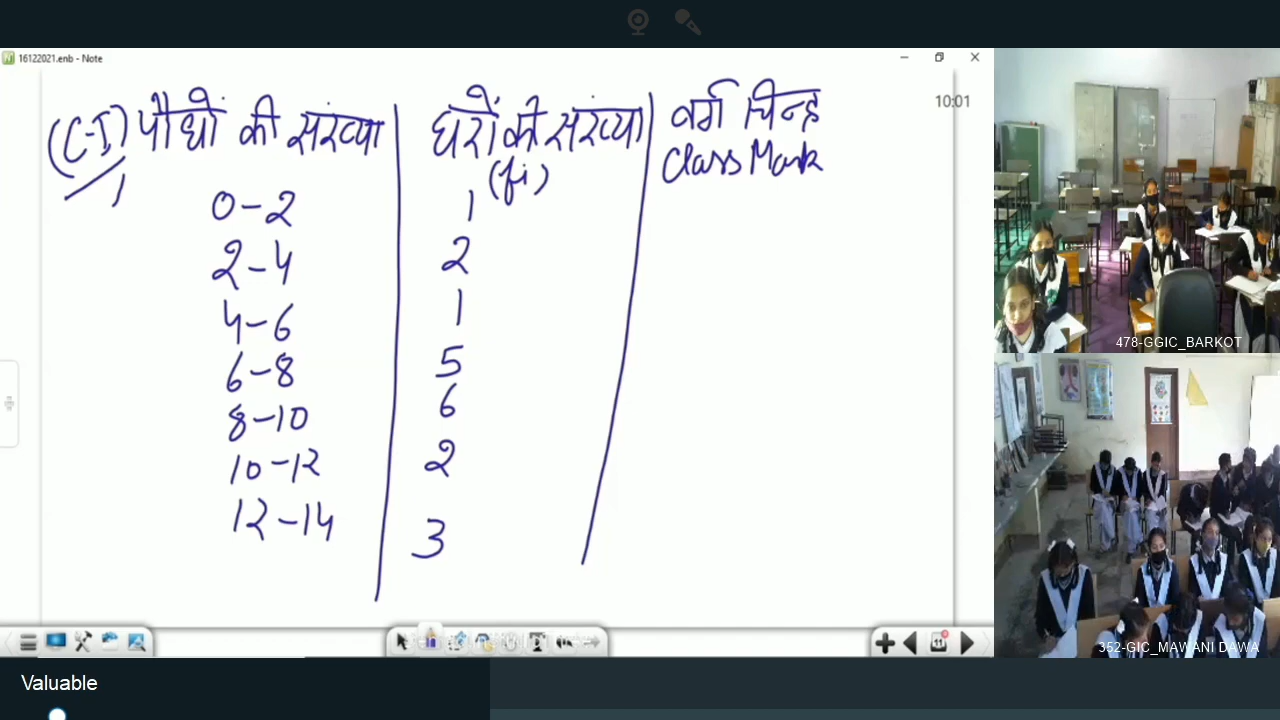 16122021.enb - Note
(C-I) पौधों की संख्या घरों की संख्या (fi) वर्ग चिन्ह Class Mark
10:01
0-2 1
2-4 2
4-6 1
6-8 5
8-10 6
10-12 2
12-14 3
11
478-GGIC_BARKOT
352-GIC_MAWANI DAWA
Valuable